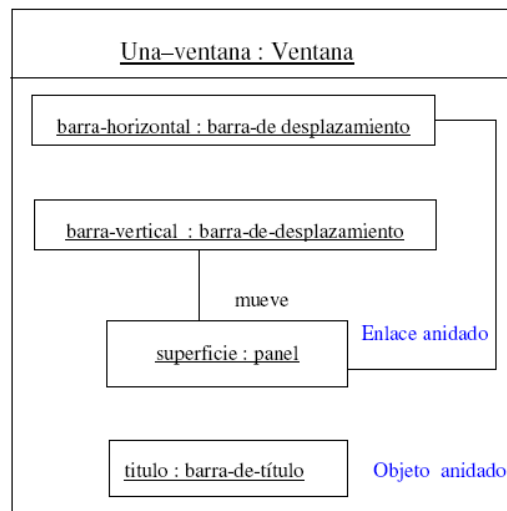 Una–ventana : Ventana
barra-horizontal : barra-de desplazamiento
barra-vertical : barra-de-desplazamiento
mueve
Enlace anidado
superficie : panel
titulo : barra-de-título
Objeto anidado